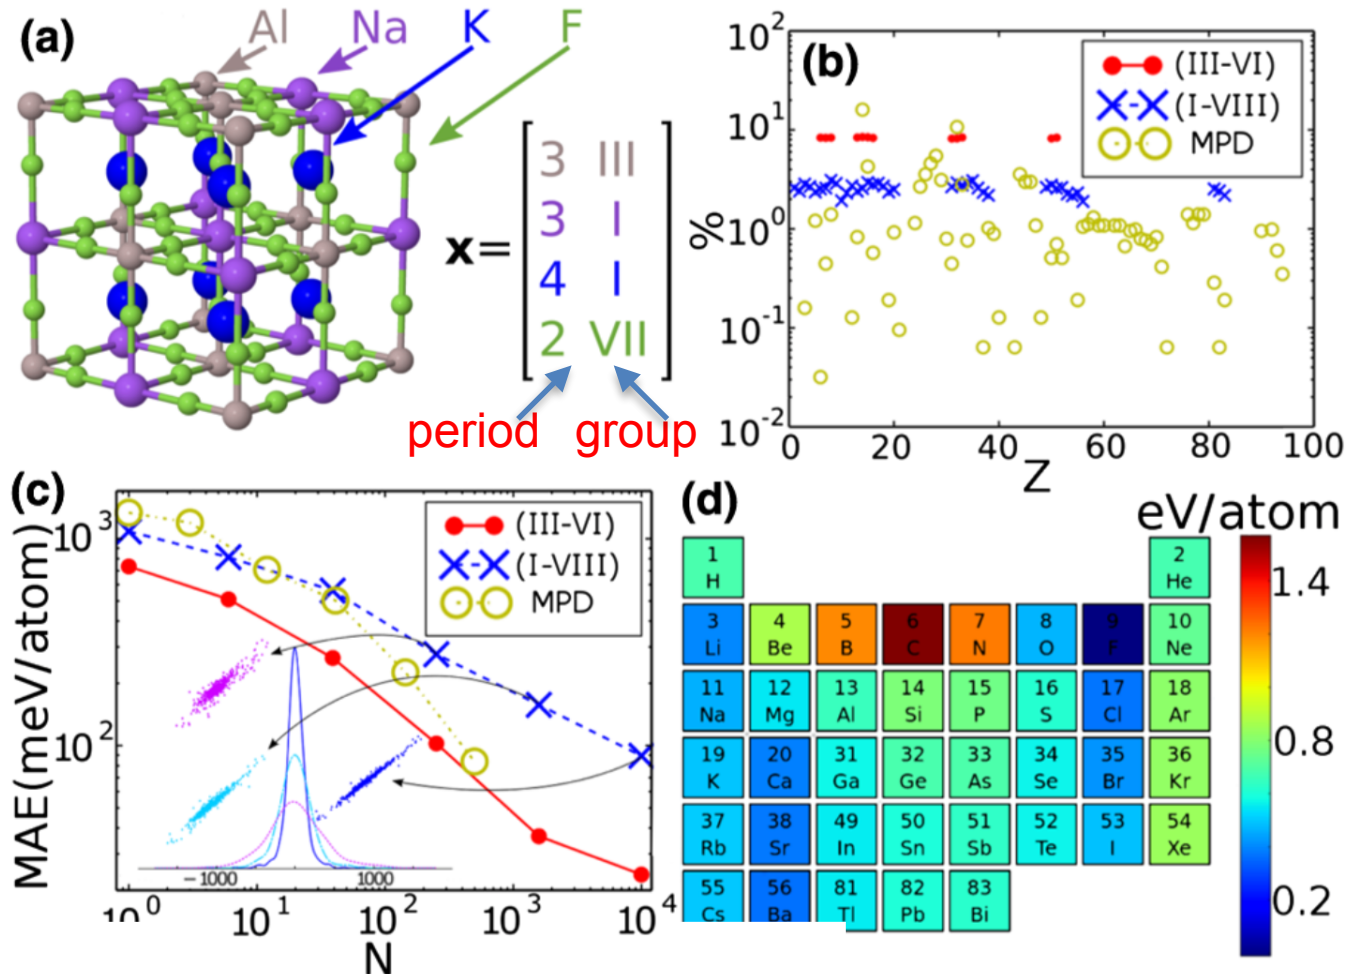 (a)
Al Na K F
x=
3 III
3 I
4 I
2 VII
period group
(b)
10^2
10^1
10^0
10^-1
10^-2
%
0 20 40 60 80 100
Z
(III-VI)
(I-VIII)
MPD
(c)
MAE(meV/atom)
10^3
10^2
10^0 10^1 10^2 10^3 10^4
N
(III-VI)
(I-VIII)
MPD
−1000 1000
(d)
eV/atom
1.4
0.8
0.2
1 2
H He
3 4 5 6 7 8 9 10
Li Be B C N O F Ne
11 12 13 14 15 16 17 18
Na Mg Al Si P S Cl Ar
19 20 31 32 33 34 35 36
K Ca Ga Ge As Se Br Kr
37 38 49 50 51 52 53 54
Rb Sr In Sn Sb Te I Xe
55 56 81 82 83
Cs Ba Tl Pb Bi